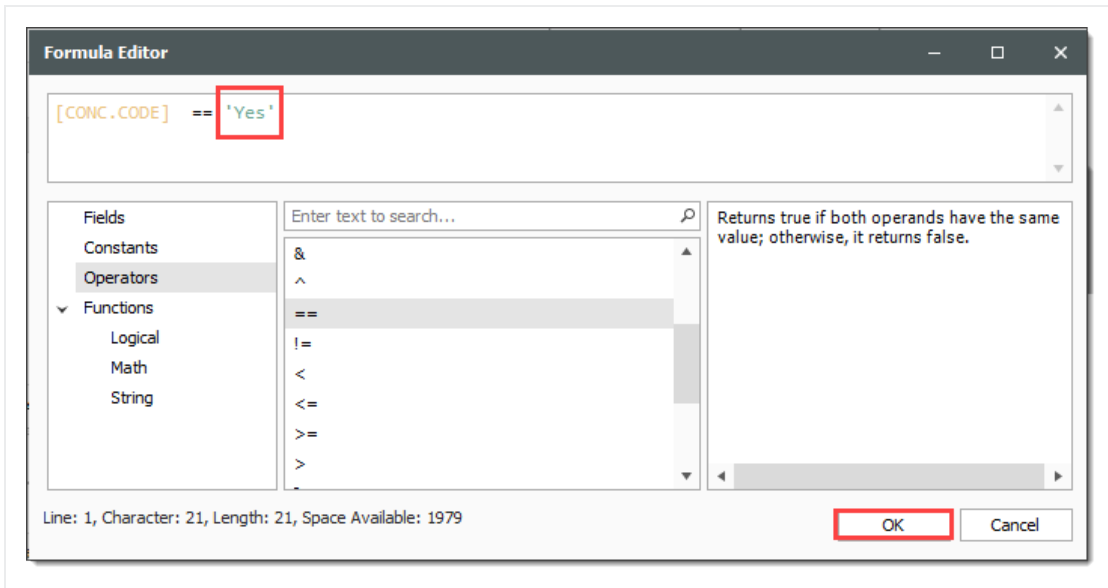 Formula Editor
[CONC.CODE]  == 'Yes'
Fields
Constants
Operators
Functions
Logical
Math
String
Enter text to search...
&
^
==
!=
<
<=
>=
>
Returns true if both operands have the same
value; otherwise, it returns false.
Line: 1, Character: 21, Length: 21, Space Available: 1979
OK
Cancel